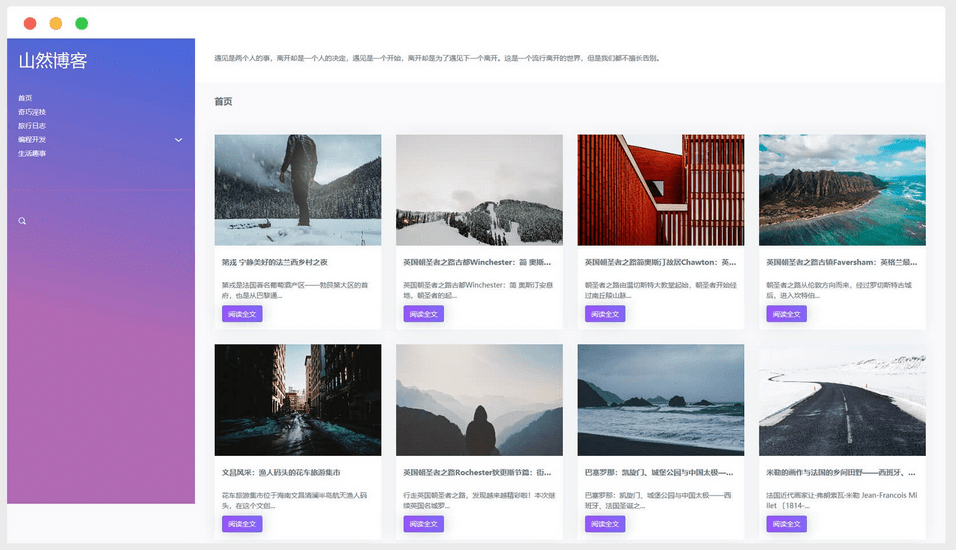 山然博客
首页
奇巧淫技
旅行日志
编程开发
生活趣事
遇见是两个人的事，离开却是一个人的决定，遇见是一个开始，离开却是为了遇见下一个离开。这是一个流行离开的世界，但是我们都不擅长告别。
首页
第戎 宁静美好的法兰西乡村之夜
第戎是法国著名葡萄酒产区——勃艮第大区的首
府，也是从巴黎通...
阅读全文
英国朝圣者之路古都Winchester：简 奥斯...
英国朝圣者之路古都Winchester：简 奥斯汀安息
地、朝圣者的起...
阅读全文
英国朝圣者之路简奥斯汀故居Chawton：英...
朝圣者之路由温切斯特大教堂起始，朝圣者开始经
过南丘陵山脉...
阅读全文
英国朝圣者之路古镇Faversham：英格兰最...
朝圣者之路从伦敦方向而来，经过罗切斯特古城
后，进入坎特伯...
阅读全文
文昌风采：渔人码头的花车旅游集市
花车旅游集市位于海南文昌清澜半岛航天渔人码
头，在这个文创...
阅读全文
英国朝圣者之路Rochester狄更斯节篇：街...
行走英国朝圣者之路，发现越来越精彩啦！本次继
续英国名城罗...
阅读全文
巴塞罗那：凯旋门、城堡公园与中国太极—...
巴塞罗那：凯旋门、城堡公园与中国太极——西
班牙、法国圣诞之...
阅读全文
米勒的画作与法国的乡间田野——西班牙、...
法国近代画家让-弗朗索瓦·米勒 Jean-Francois Mi
llet （1814-...
阅读全文